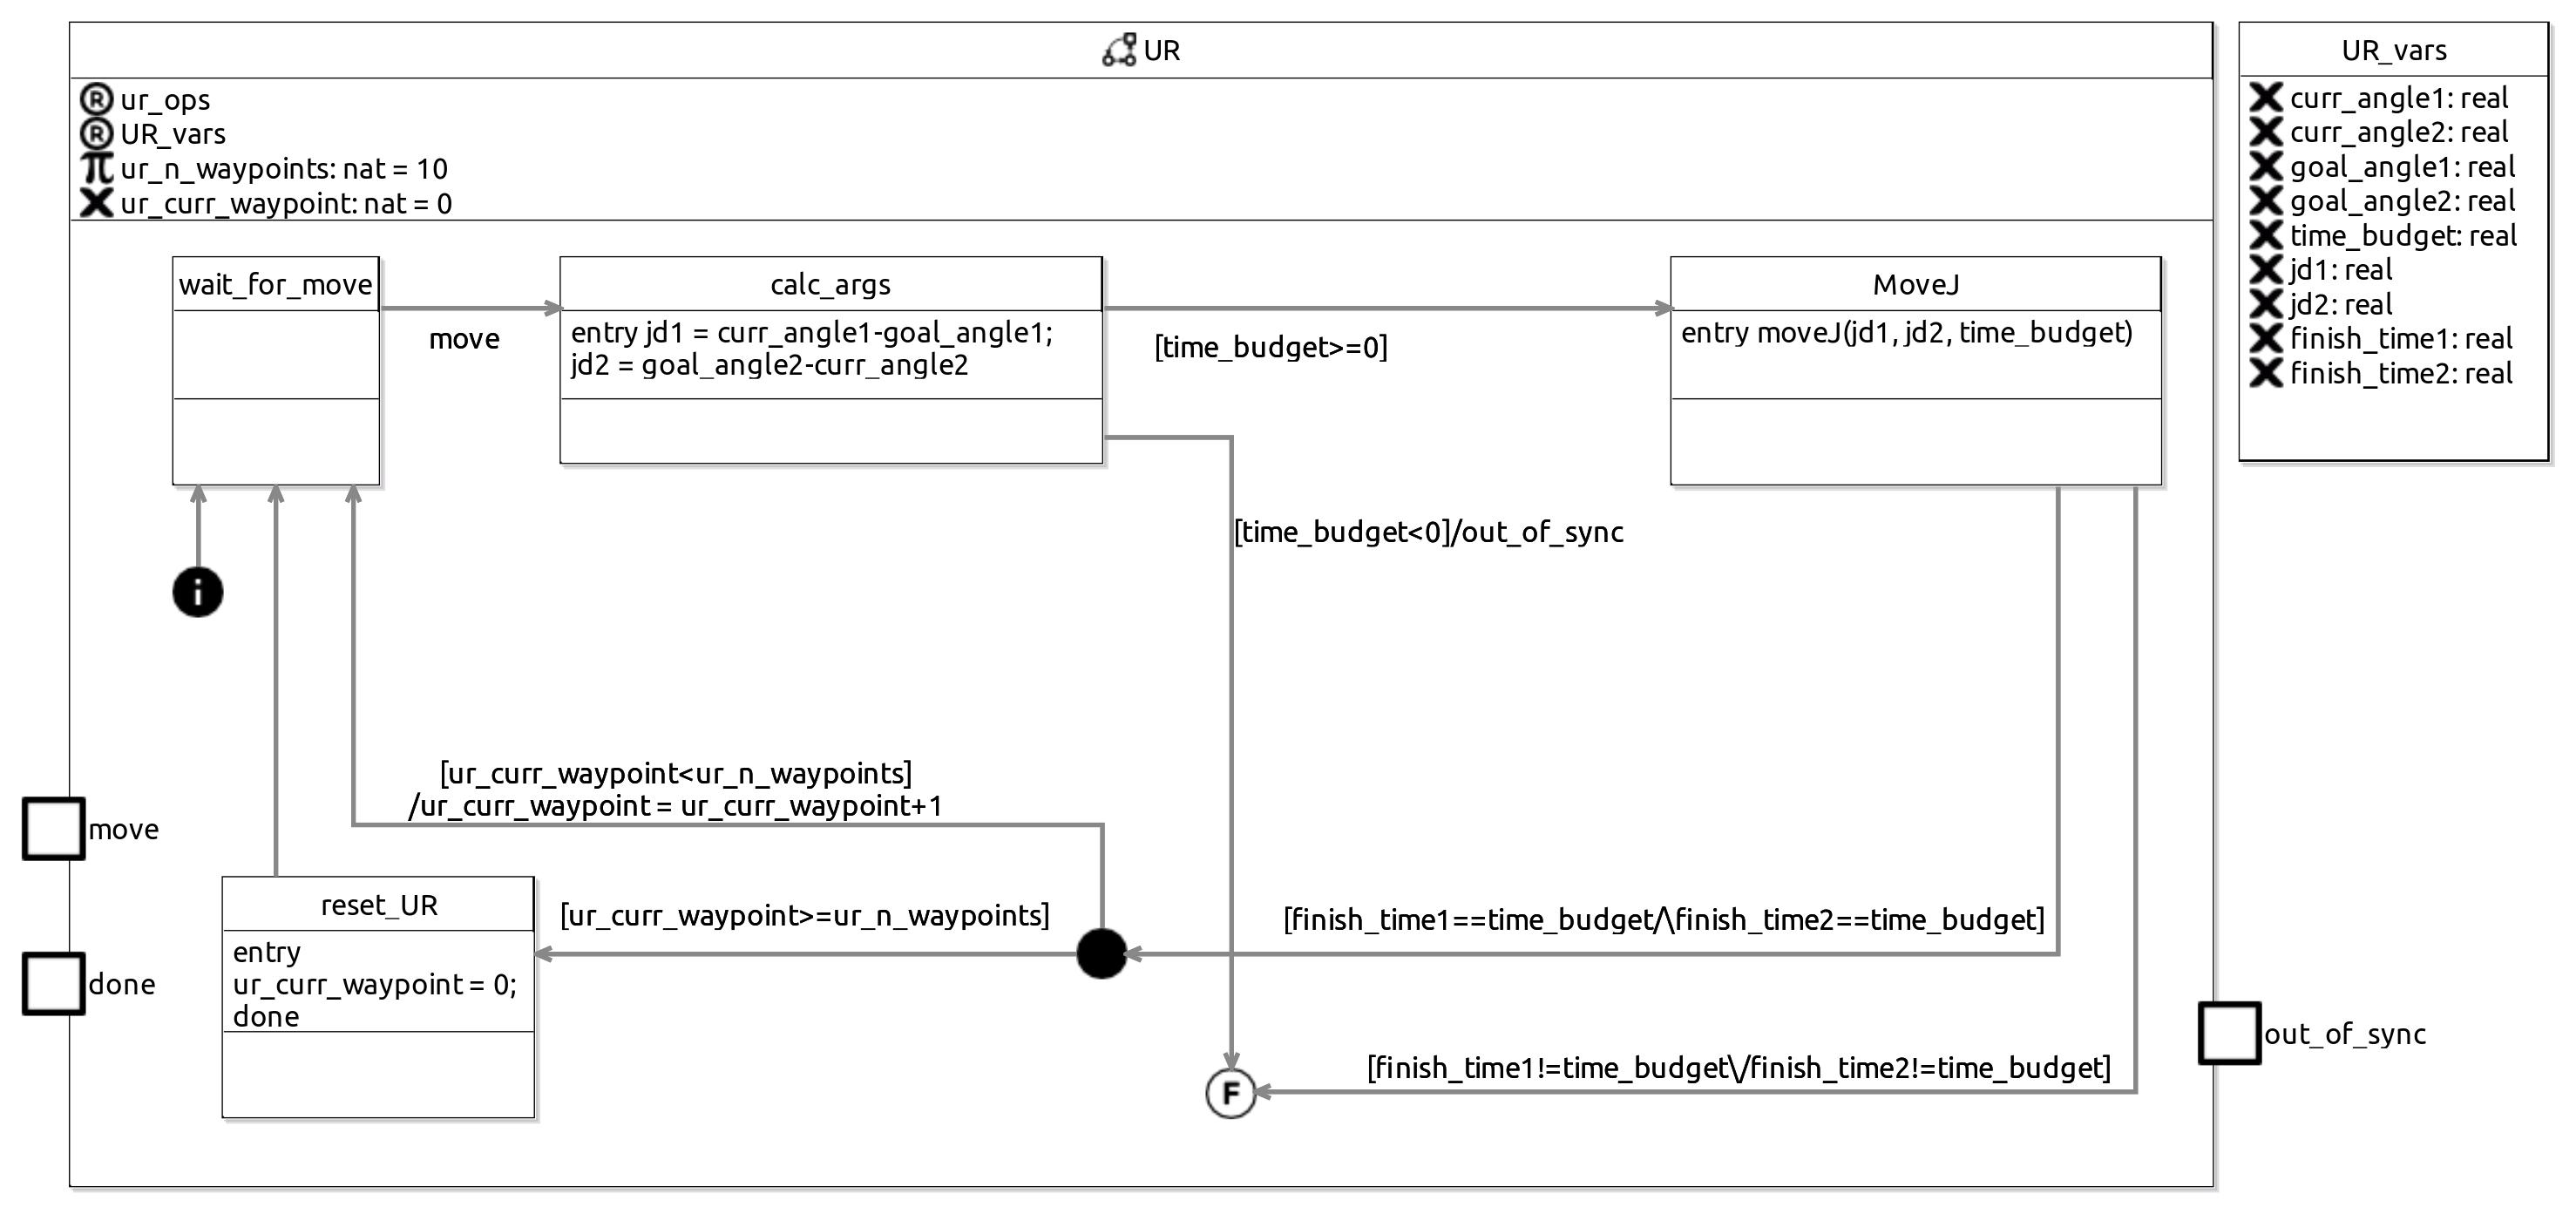 UR
ur_ops
UR_vars
ur_n_waypoints: nat = 10
ur_curr_waypoint: nat = 0
UR_vars
curr_angle1: real
curr_angle2: real
goal_angle1: real
goal_angle2: real
time_budget: real
jd1: real
jd2: real
finish_time1: real
finish_time2: real
wait_for_move
move
calc_args
entry jd1 = curr_angle1-goal_angle1;
jd2 = goal_angle2-curr_angle2
[time_budget>=0]
MoveJ
entry moveJ(jd1, jd2, time_budget)
[time_budget<0]/out_of_sync
i
[ur_curr_waypoint<ur_n_waypoints]
/ur_curr_waypoint = ur_curr_waypoint+1
move
done
reset_UR
entry
ur_curr_waypoint = 0;
done
[ur_curr_waypoint>=ur_n_waypoints]
[finish_time1==time_budget/\finish_time2==time_budget]
[finish_time1!=time_budget\/finish_time2!=time_budget]
F
out_of_sync